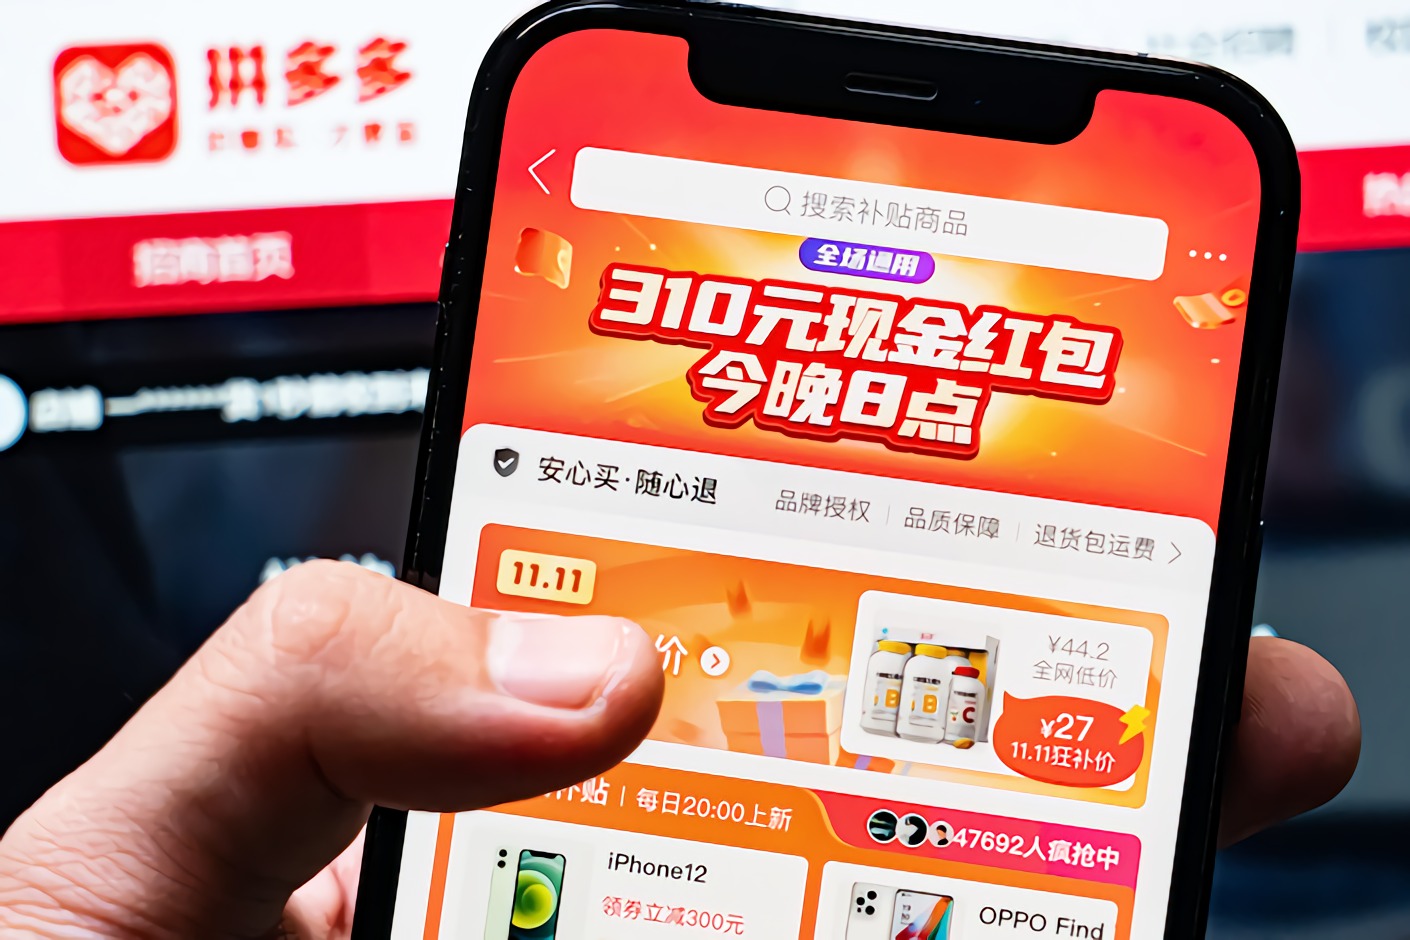 拼多多
招商首页
搜索补贴商品
全场通用
310元现金红包
今晚8点
安心买·随心退
品牌授权 | 品质保障 | 退货包运费
11.11
价
¥44.2
全网低价
¥27
11.11狂补价
补贴 | 每日20:00上新
47692人疯抢中
iPhone12
领券立减300元
OPPO Find
B
B
C